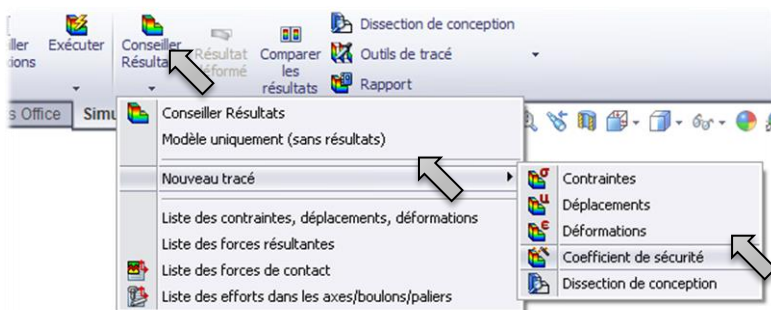 ller Exécuter Conseiller Résultat Comparer Dissection de conception
ions Résulta déformé les Outils de tracé
résultats Rapport
s Office Simu
Conseiller Résultats
Modèle uniquement (sans résultats)
Nouveau tracé
Liste des contraintes, déplacements, déformations
Liste des forces résultantes
Liste des forces de contact
Liste des efforts dans les axes/boulons/paliers
σ Contraintes
u Déplacements
ε Déformations
Coefficient de sécurité
Dissection de conception